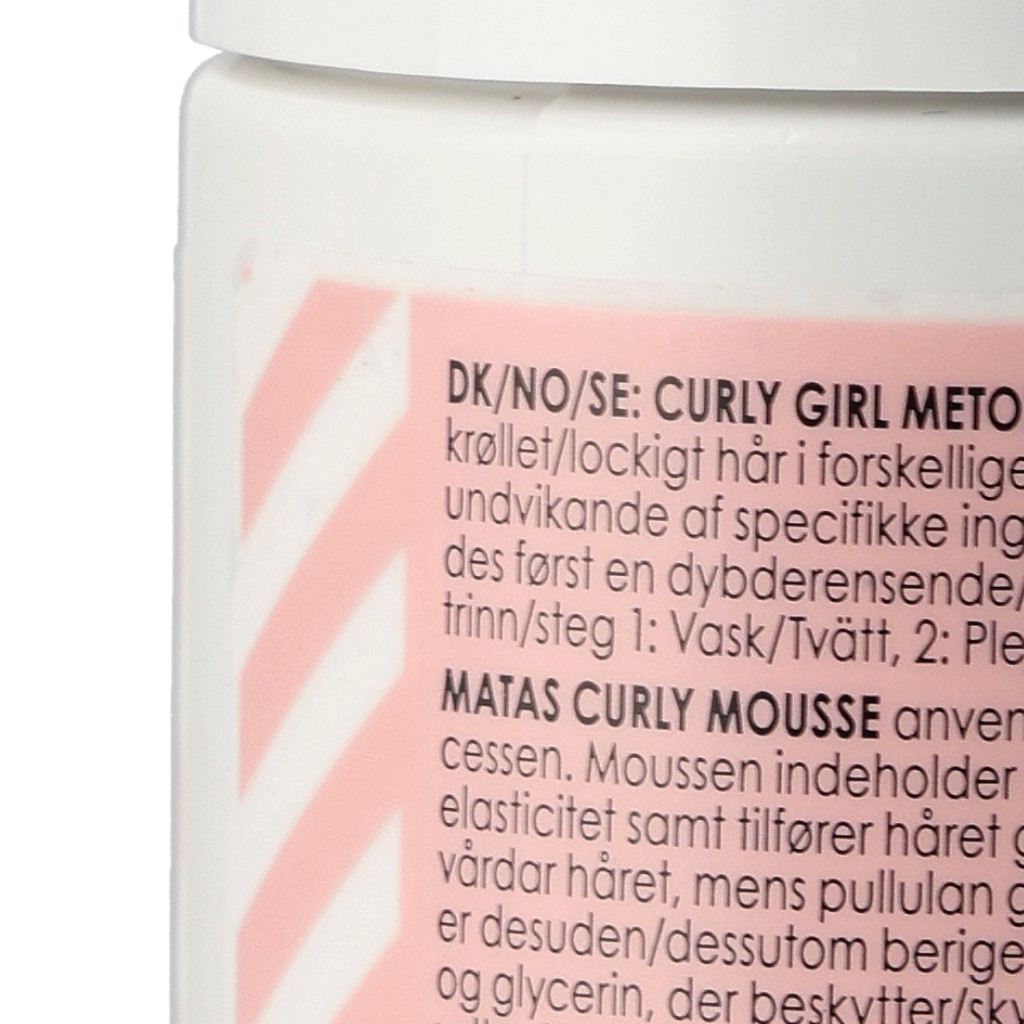 DK/NO/SE: CURLY GIRL METO
krøllet/lockigt hår i forskellige
undvikande af specifikke ing
des først en dybderensende/
trinn/steg 1: Vask/Tvätt, 2: Ple
MATAS CURLY MOUSSE anven
cessen. Moussen indeholder
elasticitet samt tilfører håret g
vårdar håret, mens pullulan g
er desuden/dessutom berige
og glycerin, der beskytter/sky